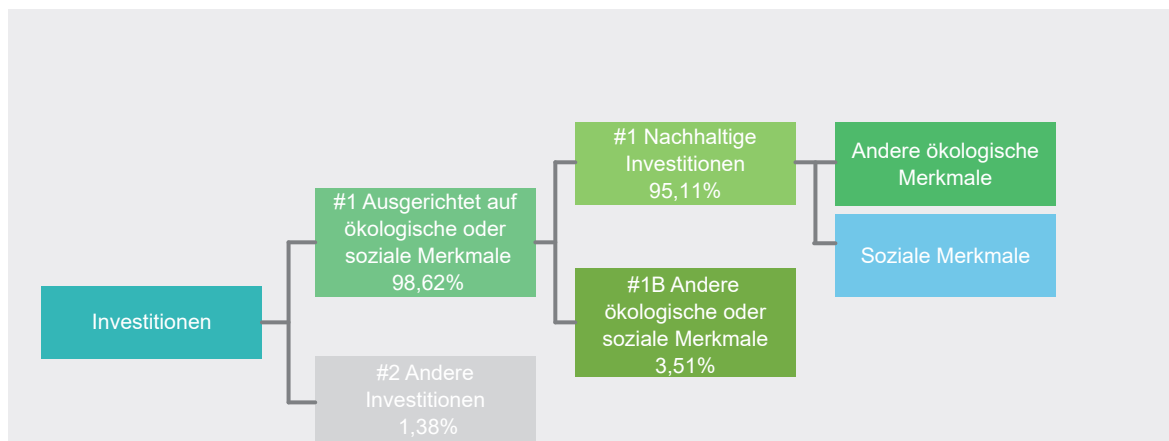 Investitionen
#1 Ausgerichtet auf
ökologische oder
soziale Merkmale
98,62%
#2 Andere
Investitionen
1,38%
#1 Nachhaltige
Investitionen
95,11%
#1B Andere
ökologische oder
soziale Merkmale
3,51%
Andere ökologische
Merkmale
Soziale Merkmale